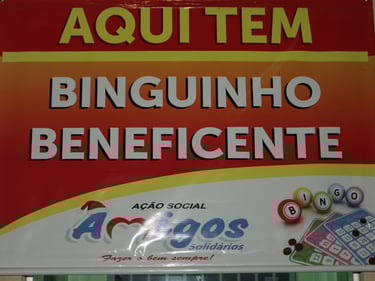 AQUI TEM
BINGUINHO
BENEFICENTE
AÇÃO SOCIAL
Amigos
Solidários
Fazer o bem sempre!
BINGO